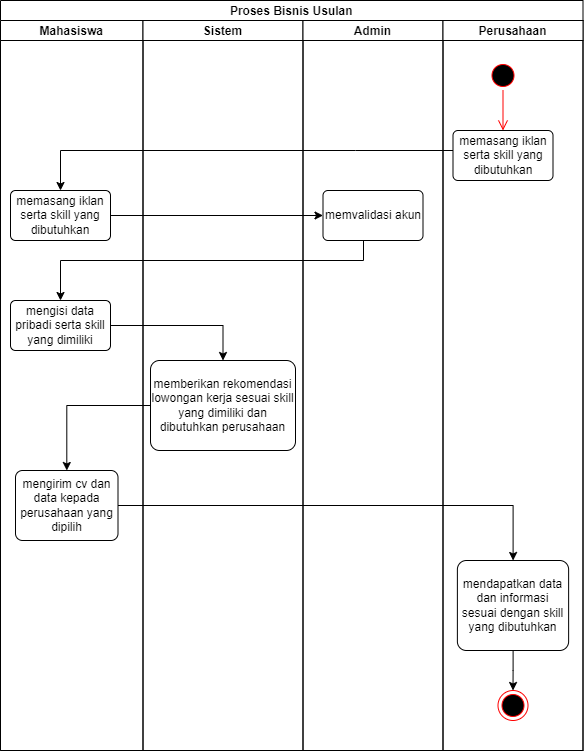 Proses Bisnis Usulan
Mahasiswa
Sistem
Admin
Perusahaan
memasang iklan
serta skill yang
dibutuhkan
memasang iklan
serta skill yang
dibutuhkan
memvalidasi akun
mengisi data
pribadi serta skill
yang dimiliki
memberikan rekomendasi
lowongan kerja sesuai skill
yang dimiliki dan
dibutuhkan perusahaan
mengirim cv dan
data kepada
perusahaan yang
dipilih
mendapatkan data
dan informasi
sesuai dengan skill
yang dibutuhkan